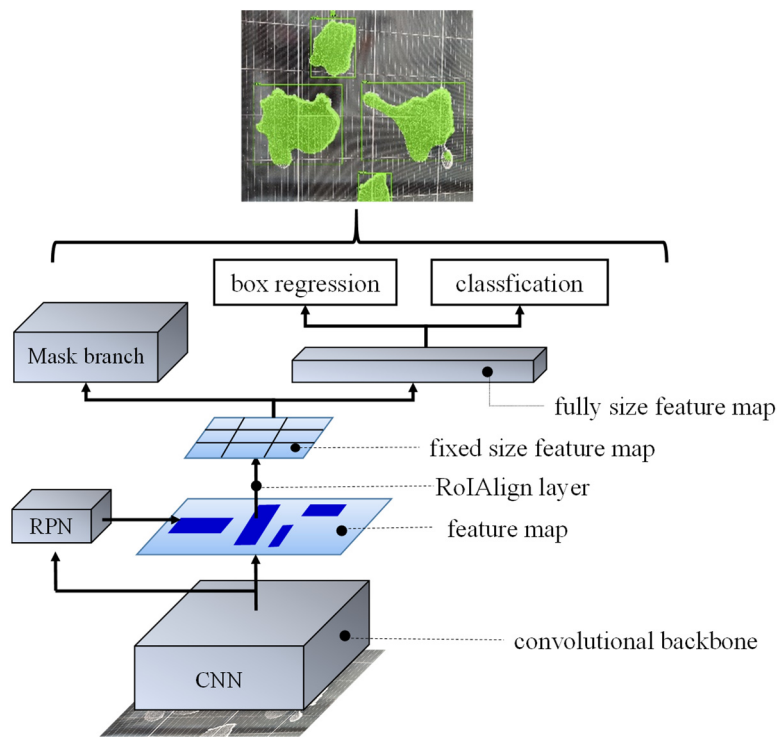 box regression
classfication
Mask branch
fully size feature map
fixed size feature map
RoIAlign layer
RPN
feature map
convolutional backbone
CNN